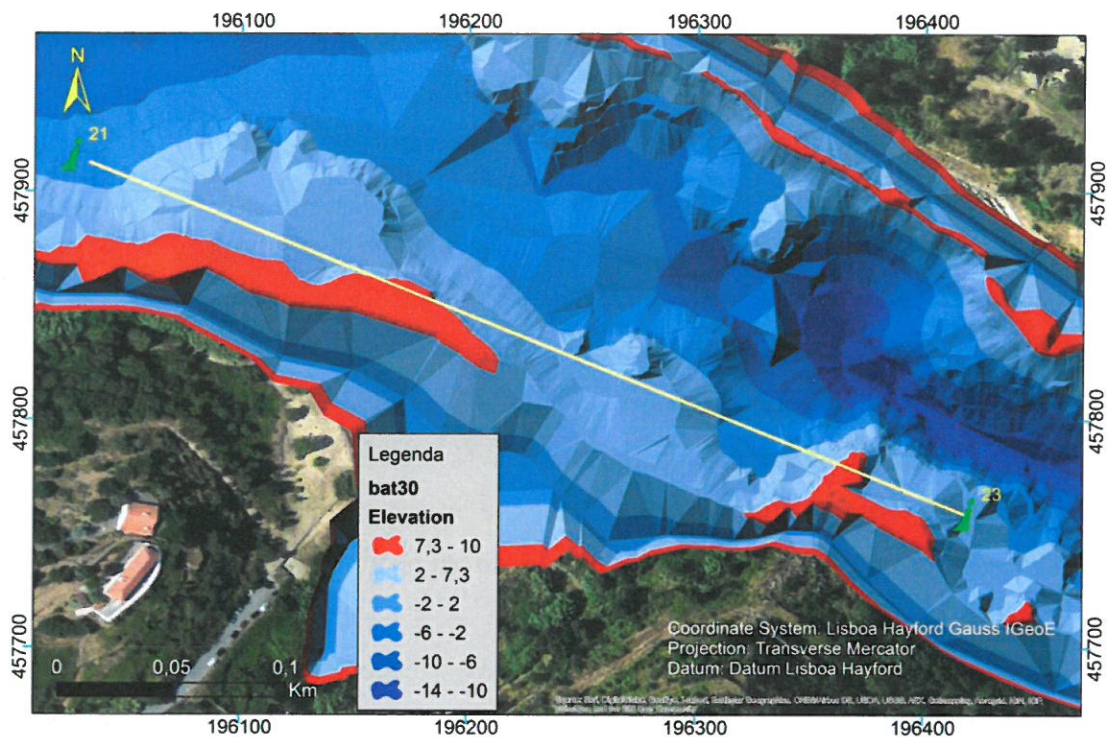 196100 196200 196300 196400
N
21
457900 457900
457800 457800
23
Legenda
bat30
Elevation
7,3 - 10
2 - 7,3
-2 - 2
-6 - -2
-10 - -6
-14 - -10
457700 457700
0 0,05 0,1
Km
Coordinate System: Lisboa Hayford Gauss IGeoE
Projection: Transverse Mercator
Datum: Datum Lisboa Hayford
196100 196200 196300 196400